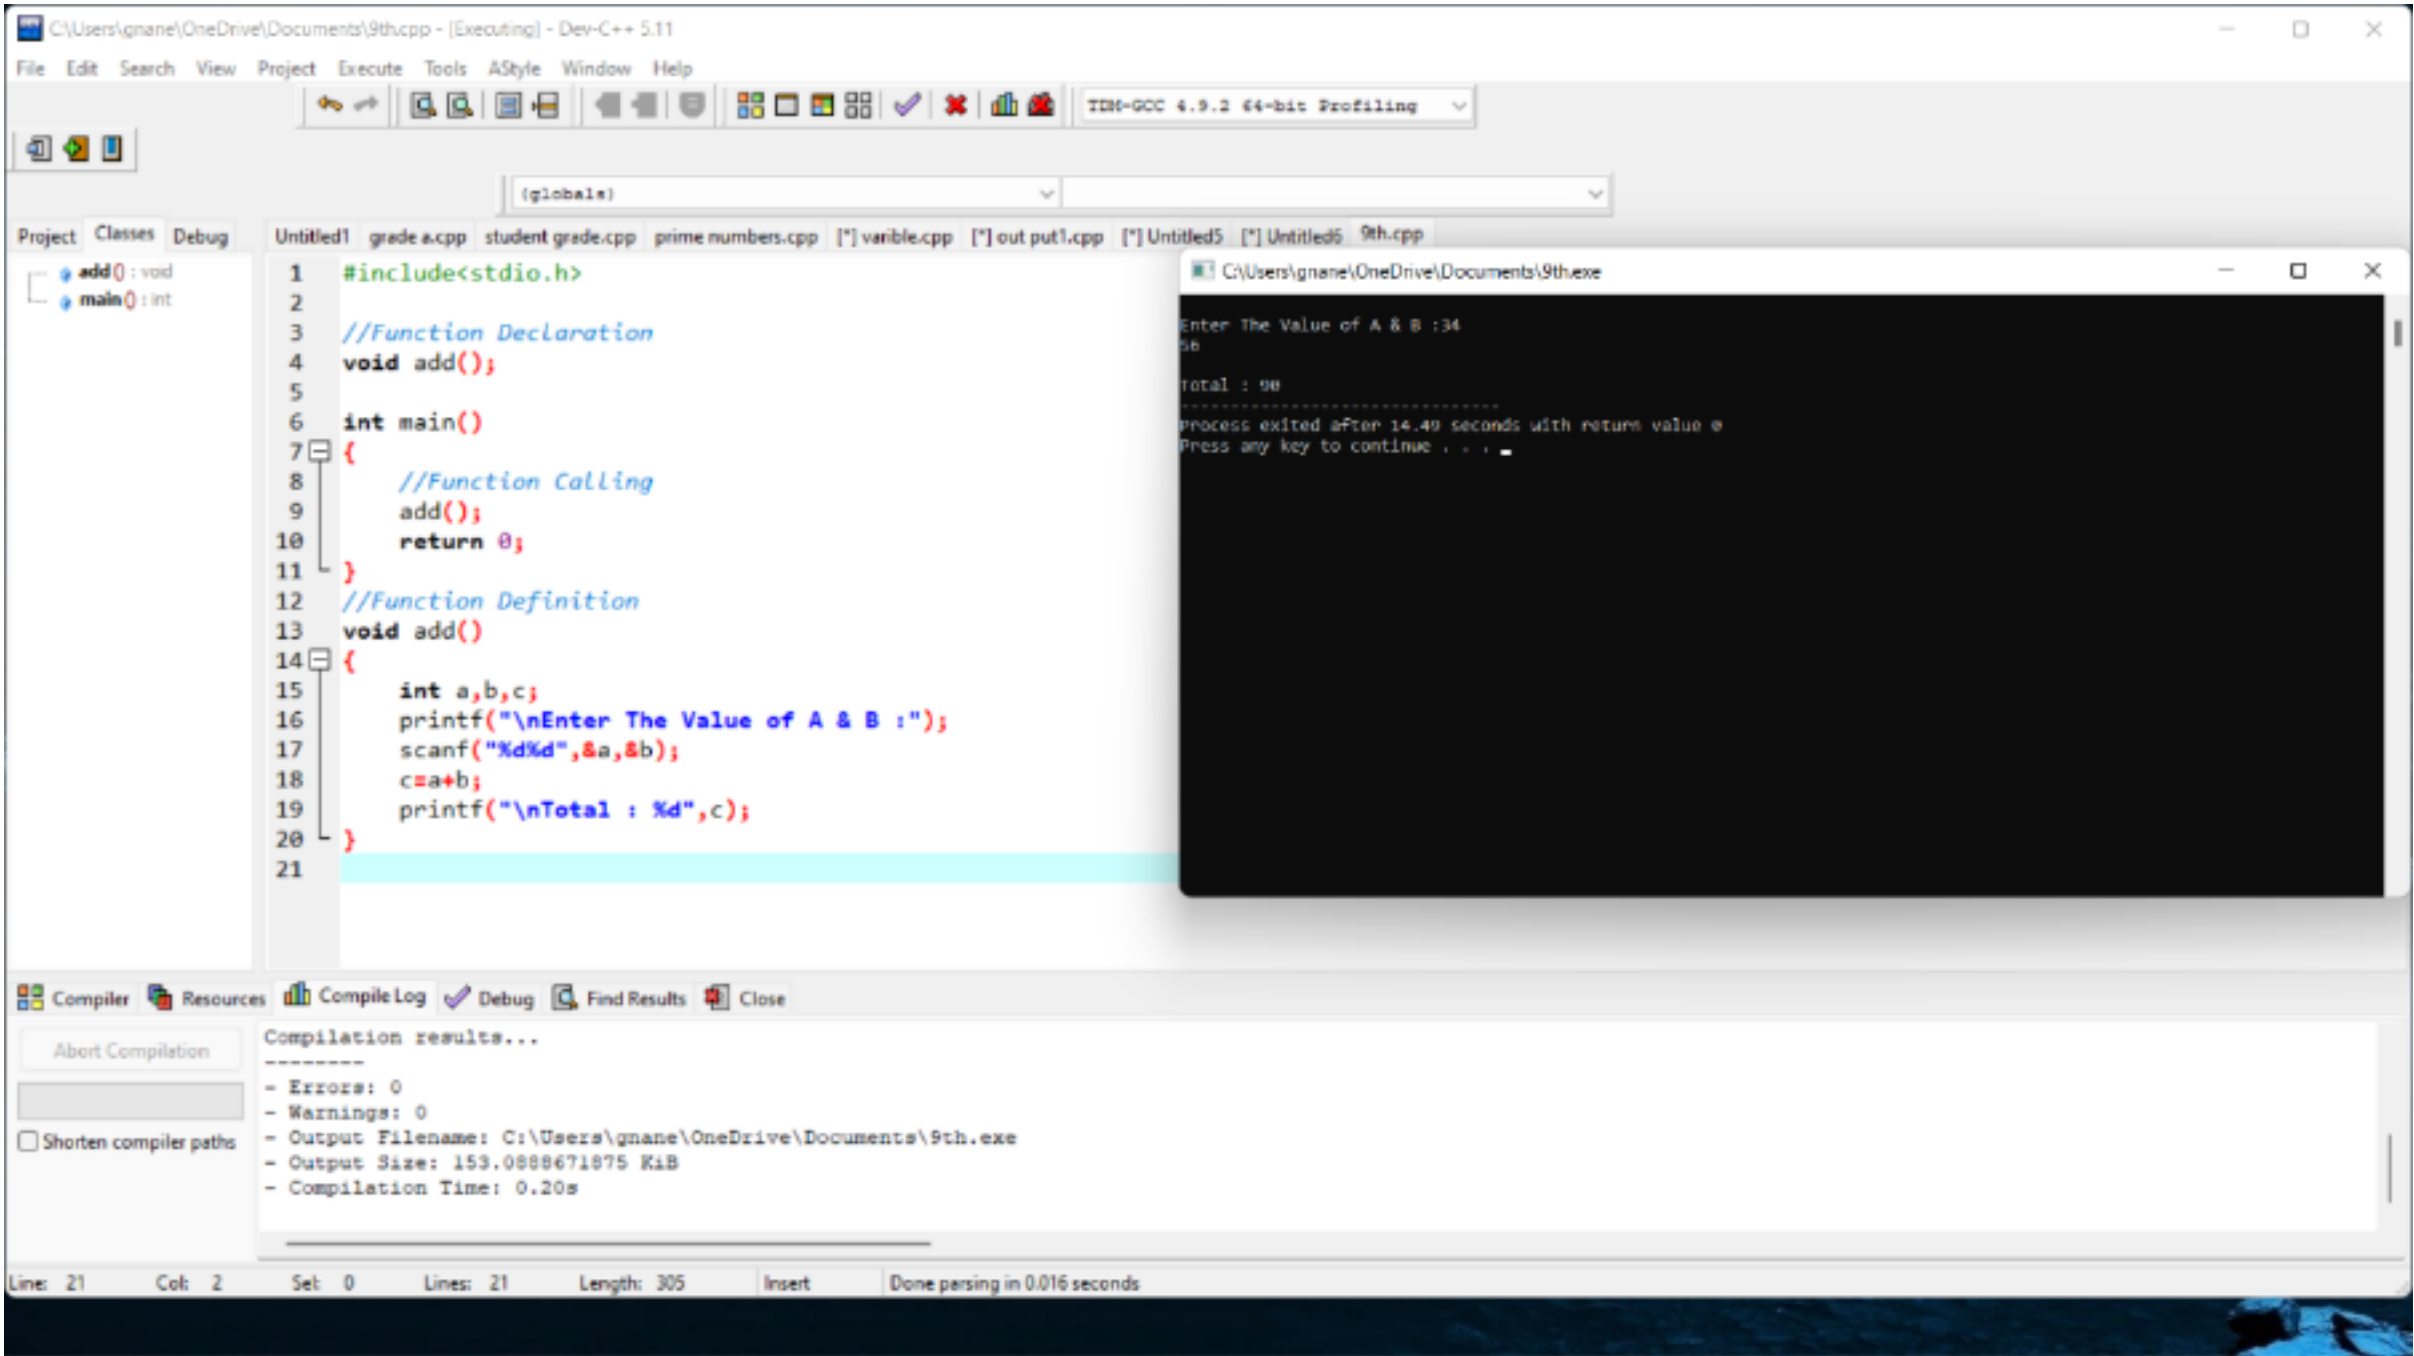 C:\Users\gnane\OneDrive\Documents\9th.cpp - [Executing] - Dev-C++ 5.11
File Edit Search View Project Execute Tools AStyle Window Help
TDM-GCC 4.9.2 64-bit Profiling
(globals)
Project Classes Debug
Untitled1 grade a.cpp student grade.cpp prime numbers.cpp [*] varible.cpp [*] out put1.cpp [*] Untitled5 [*] Untitled6 9th.cpp
add() : void
main() : int
1 #include<stdio.h>
2
3 //Function Declaration
4 void add();
5
6 int main()
7 {
8 //Function Calling
9 add();
10 return 0;
11 }
12 //Function Definition
13 void add()
14 {
15 int a,b,c;
16 printf("\nEnter The Value of A & B :");
17 scanf("%d%d",&a,&b);
18 c=a+b;
19 printf("\nTotal : %d",c);
20 }
21
C:\Users\gnane\OneDrive\Documents\9th.exe
Enter The Value of A & B :34
56
Total : 90
--------------------------------
Process exited after 14.49 seconds with return value 0
Press any key to continue . . .
Compiler Resources Compile Log Debug Find Results Close
Abort Compilation
Shorten compiler paths
Compilation results...
--------
- Errors: 0
- Warnings: 0
- Output Filename: C:\Users\gnane\OneDrive\Documents\9th.exe
- Output Size: 153.0888671875 KiB
- Compilation Time: 0.20s
Line: 21 Col: 2 Sel: 0 Lines: 21 Length: 305 Insert Done parsing in 0.016 seconds